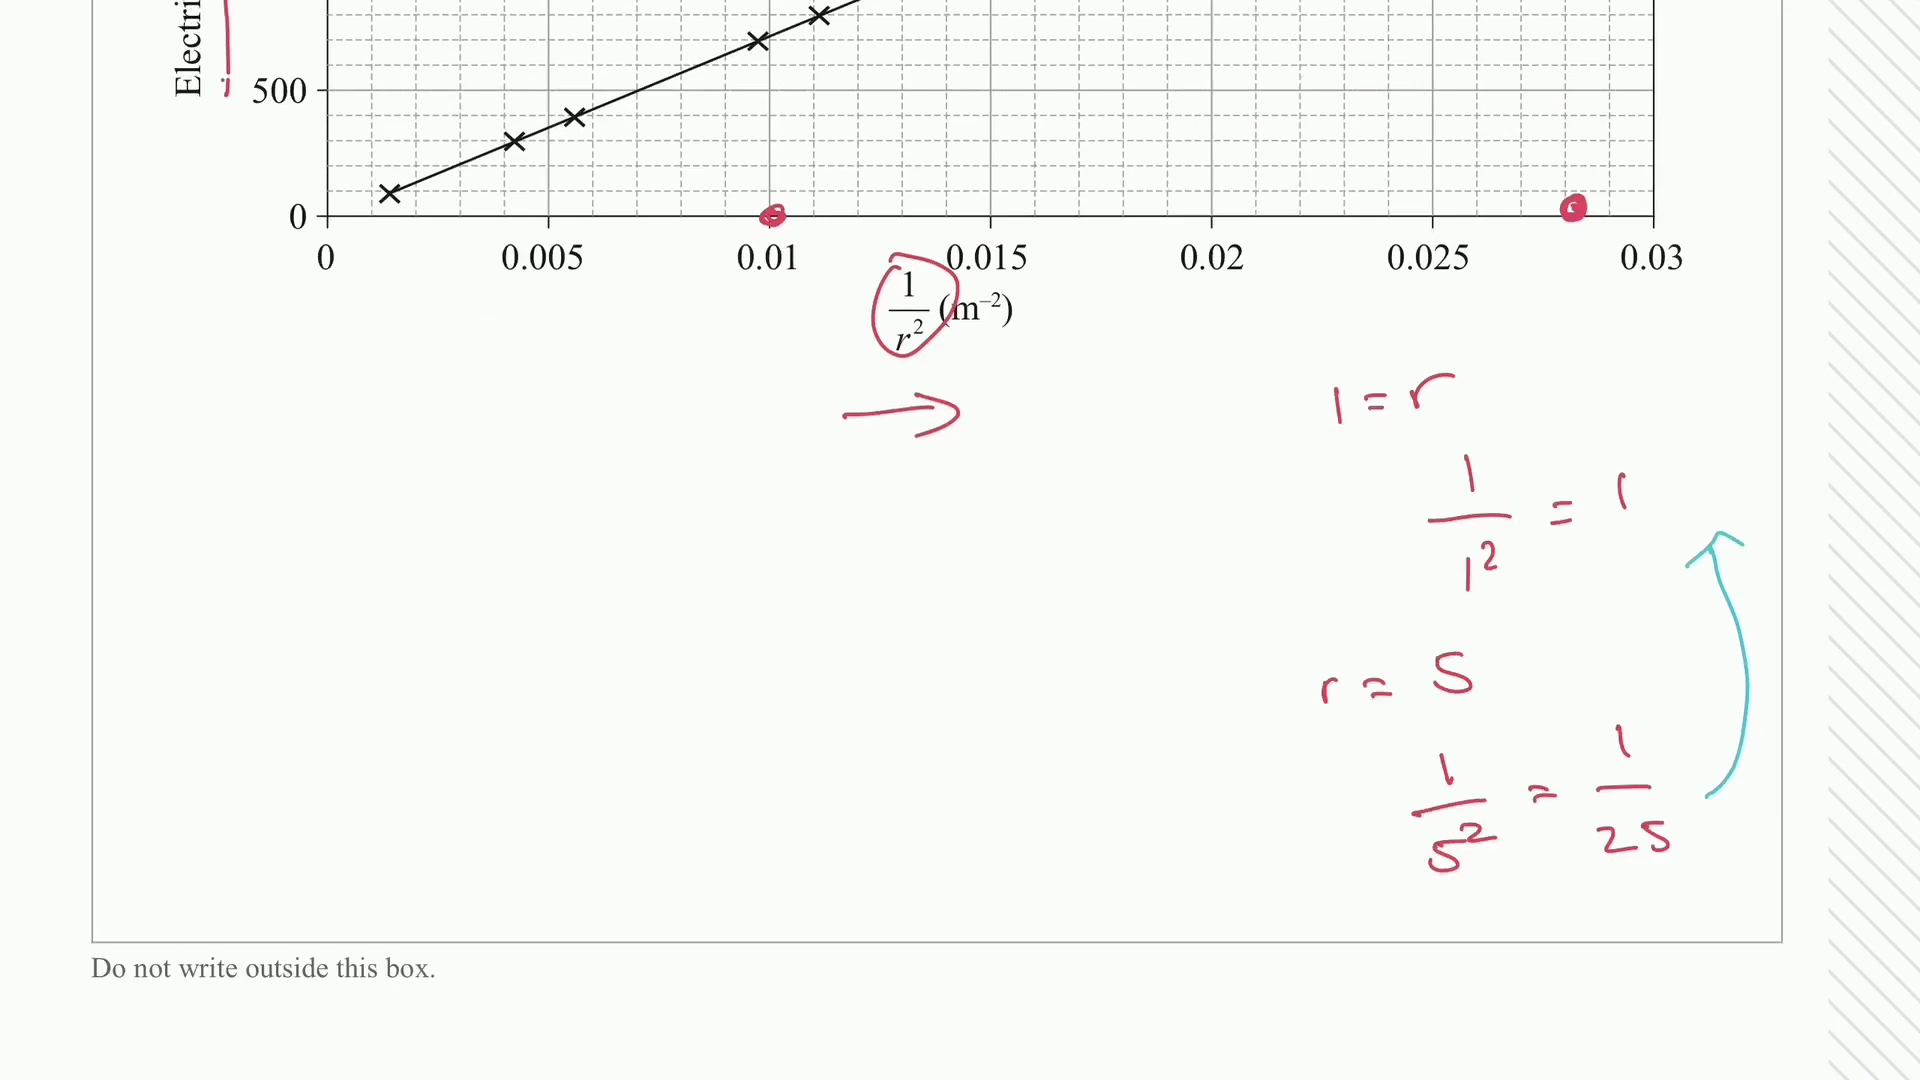 Electri
500
0
0 0.005 0.01 0.015 0.02 0.025 0.03
1/r² (m⁻²)
1 = r
1/1² = 1
r = 5
1/5² = 1/25
Do not write outside this box.